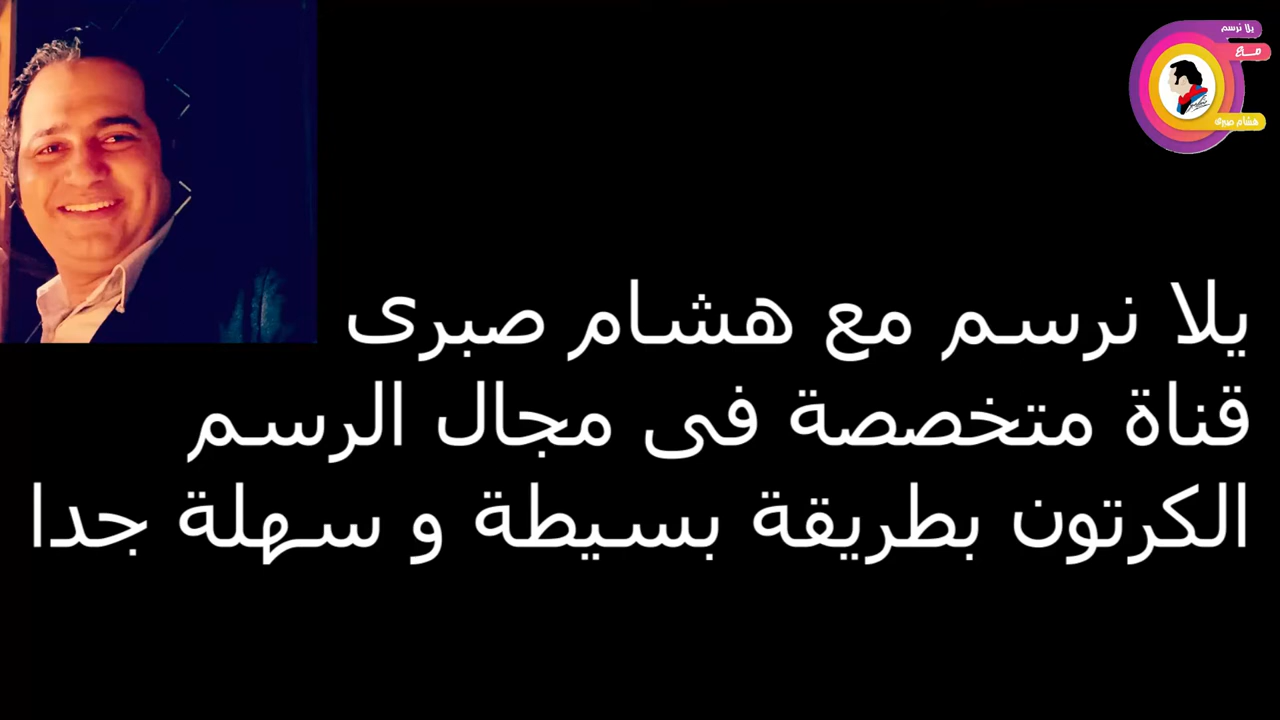 يلا نرسم
مع
هشام صبرى
يلا نرسم مع هشام صبرى
قناة متخصصة فى مجال الرسم
الكرتون بطريقة بسيطة و سهلة جدا